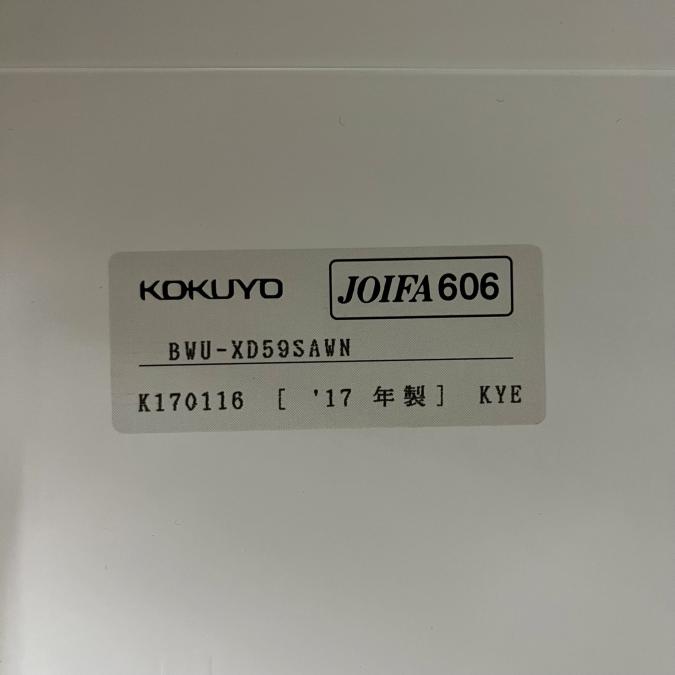 KOKUYO JOIFA606
BWU-XD59SAWN
K170116 [ '17 年製] KYE